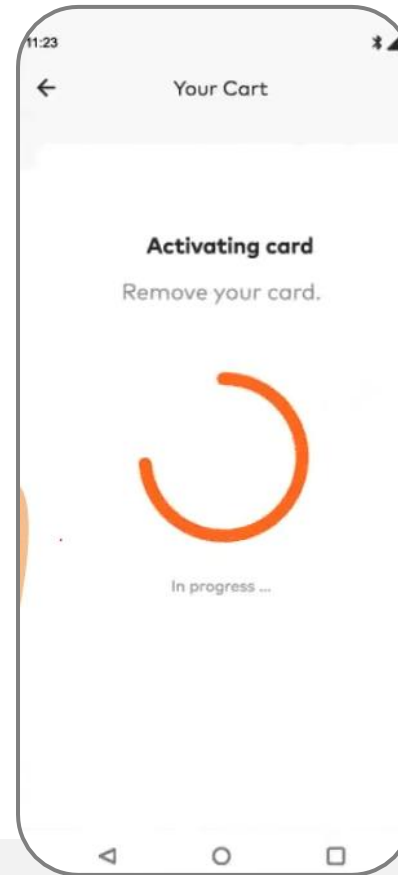 11:23
Your Cart
Activating card
Remove your card.
In progress ...